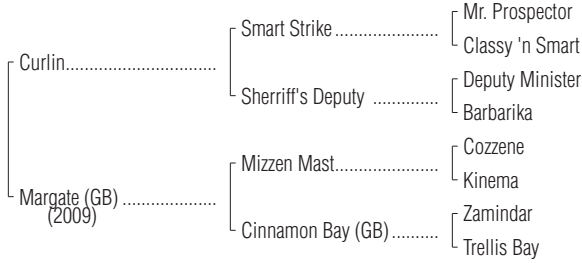 Mr. Prospector
Smart Strike........................
Classy 'n Smart
Curlin...................................
Deputy Minister
Sherriff's Deputy ...............
Barbarika
Cozzene
Mizzen Mast........................
Kinema
Margate (GB) ......................
(2009)
Zamindar
Cinnamon Bay (GB)...........
Trellis Bay